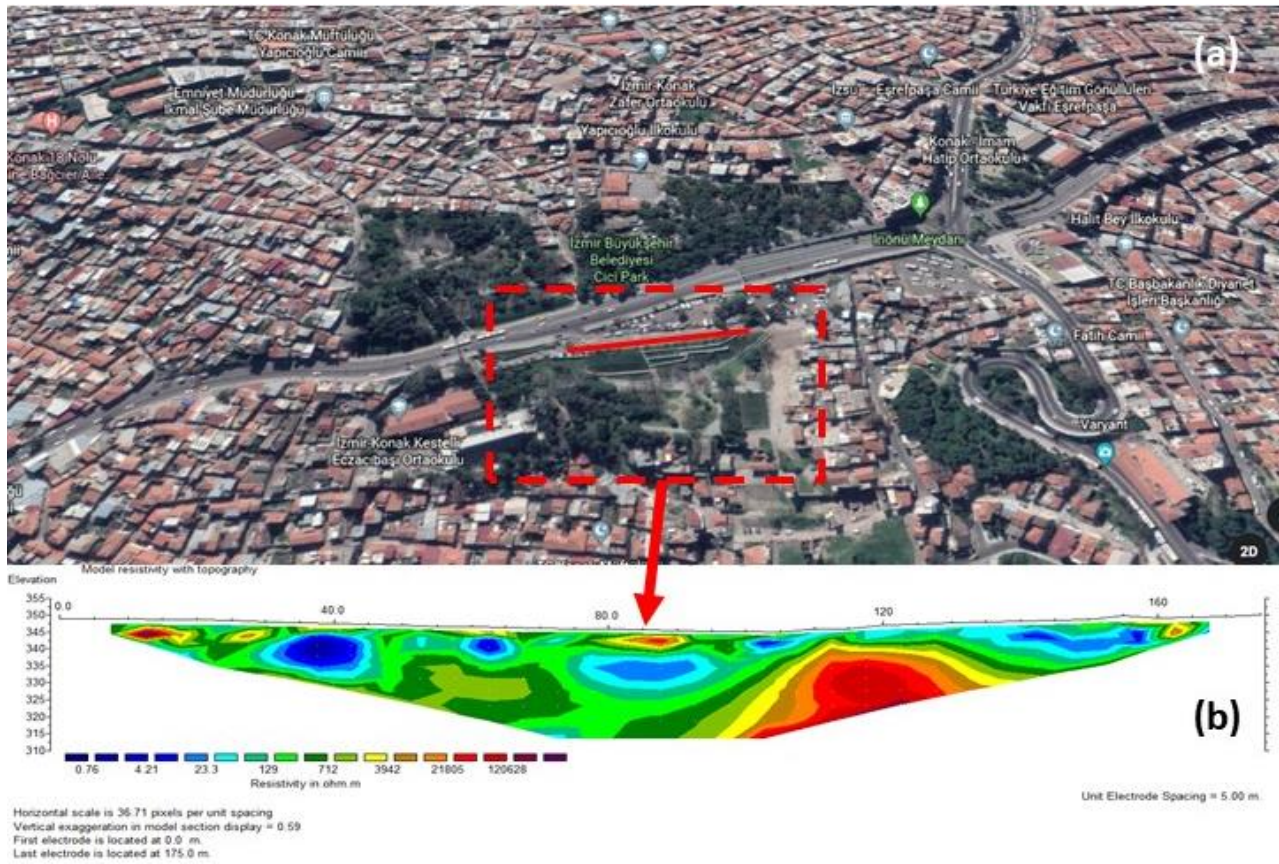 (a)
TC Konak Müftülüğü
Yapıcıoğlu Camii
Emniyet Müdürlüğü
İkmal Şube Müdürlüğü
İzmir Konak
Zafer Ortaokulu
Yapıcıoğlu İlkokulu
İzsu
Eşrefpaşa Camii
Türkiye Eğitim Gönüllüleri
Vakfı Eşrefpaşa
Konak 18 Nolu
Konak - İmam
Hatip Ortaokulu
Halit Bey İlkokulu
İnönü Meydanı
İzmir Büyükşehir
Belediyesi
Cici Park
TC Başbakanlık Diyanet
İşleri Başkanlığı
Fatih Camii
Varyant
İzmir Konak Kestelli
Eczacıbaşı Ortaokulu
2D
Model resistivity with topography
Elevation
355
350
345
340
335
330
325
320
315
310
0.0 40.0 80.0 120 160
(b)
0.76 4.21 23.3 129 712 3942 21805 120628
Resistivity in ohm.m
Unit Electrode Spacing = 5.00 m.
Horizontal scale is 36.71 pixels per unit spacing
Vertical exaggeration in model section display = 0.59
First electrode is located at 0.0 m.
Last electrode is located at 175.0 m.